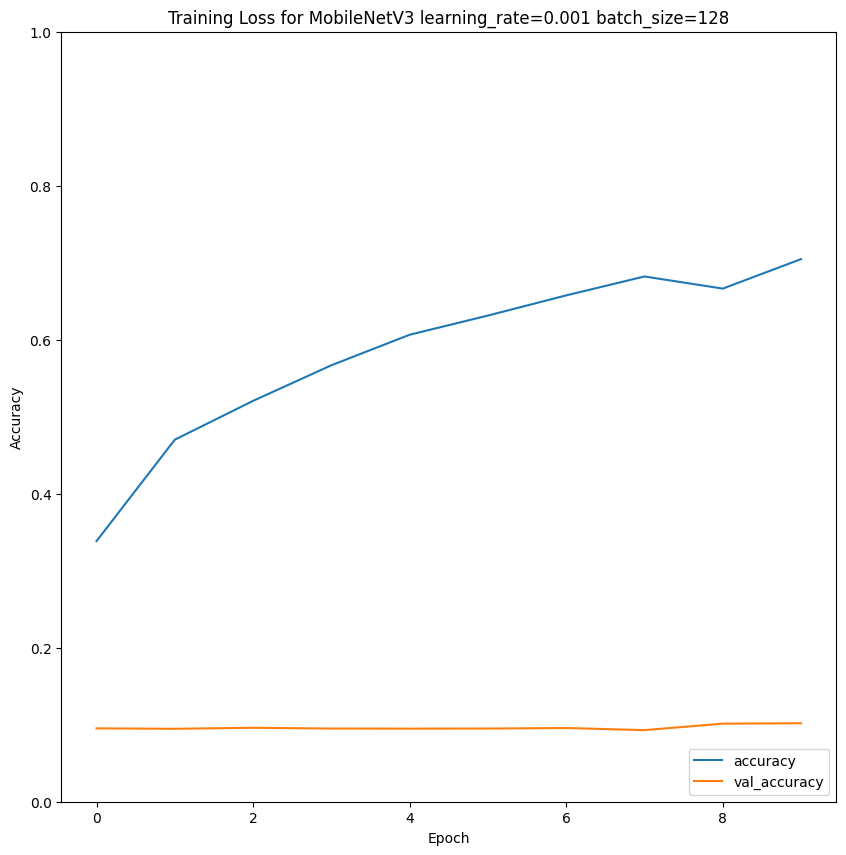 Training Loss for MobileNetV3 learning_rate=0.001 batch_size=128
1.0
0.8
0.6
0.4
0.2
0.0
Accuracy
0 2 4 6 8
Epoch
accuracy
val_accuracy